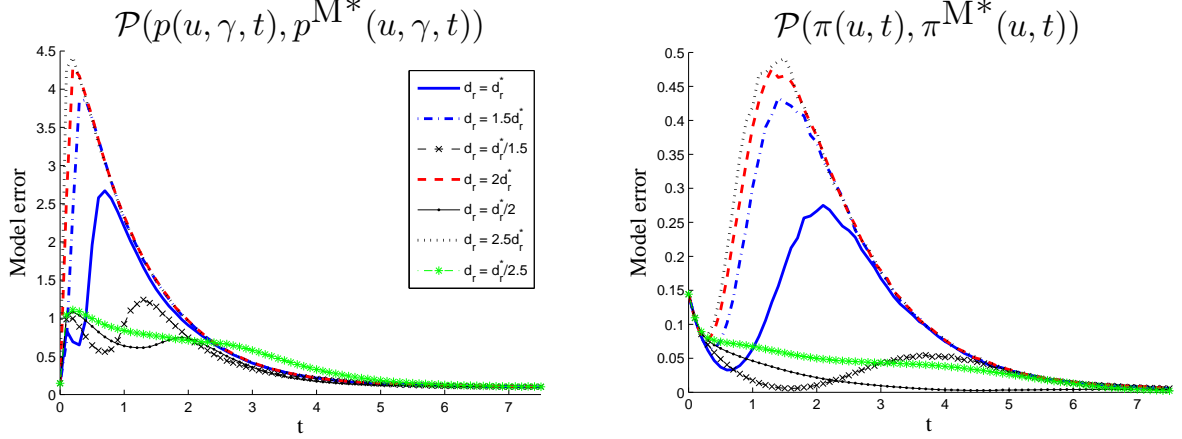 𝒫(p(u, γ, t), p^{M*}(u, γ, t))
𝒫(π(u, t), π^{M*}(u, t))
Model error
4.5
4
3.5
3
2.5
2
1.5
1
0.5
0
0
1
2
3
4
5
6
7
t
d_r = d_r^*
d_r = 1.5d_r^*
d_r = d_r^*/1.5
d_r = 2d_r^*
d_r = d_r^*/2
d_r = 2.5d_r^*
d_r = d_r^*/2.5
Model error
0.5
0.45
0.4
0.35
0.3
0.25
0.2
0.15
0.1
0.05
0
0
1
2
3
4
5
6
7
t